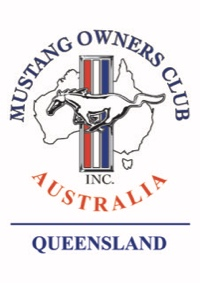 MUSTANG OWNERS CLUB
INC.
AUSTRALIA
QUEENSLAND